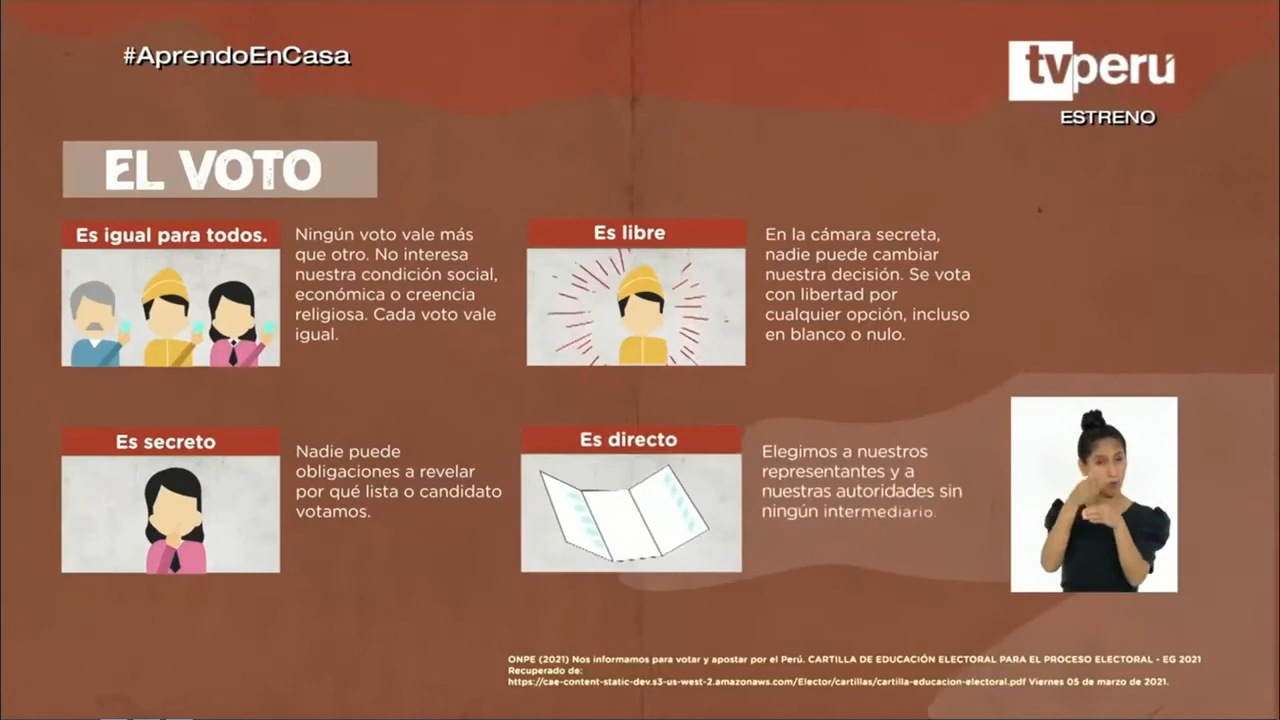 #AprendoEnCasa
tvperú
ESTRENO
EL VOTO
Es igual para todos.
Ningún voto vale más
que otro. No interesa
nuestra condición social,
económica o creencia
religiosa. Cada voto vale
igual.
Es libre
En la cámara secreta,
nadie puede cambiar
nuestra decisión. Se vota
con libertad por
cualquier opción, incluso
en blanco o nulo.
Es secreto
Nadie puede
obligaciones a revelar
por qué lista o candidato
votamos.
Es directo
Elegimos a nuestros
representantes y a
nuestras autoridades sin
ningún intermediario.
ONPE (2021) Nos informamos para votar y apostar por el Perú. CARTILLA DE EDUCACIÓN ELECTORAL PARA EL PROCESO ELECTORAL - EG 2021
Recuperado de:
https://cae-content-static-dev.s3-us-west-2.amazonaws.com/Elector/cartillas/cartilla-educacion-electoral.pdf Viernes 05 de marzo de 2021.